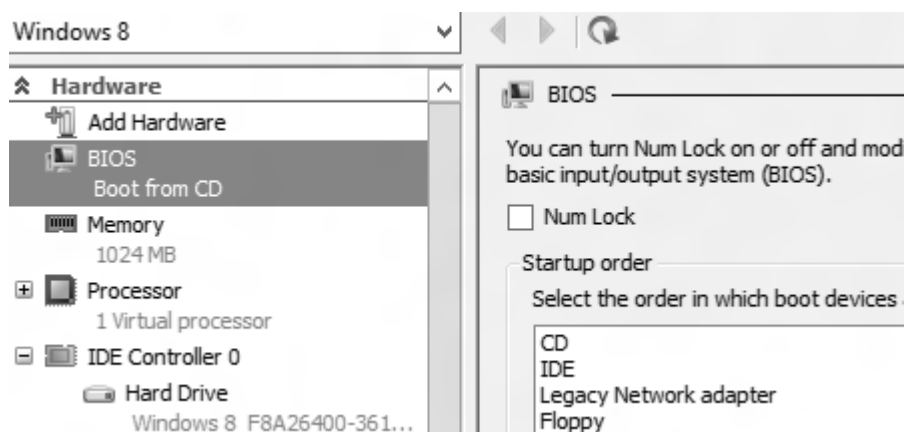 Windows 8
Hardware
Add Hardware
BIOS
Boot from CD
Memory
1024 MB
Processor
1 Virtual processor
IDE Controller 0
Hard Drive
Windows 8_F8A26400-361...
BIOS
You can turn Num Lock on or off and modi
basic input/output system (BIOS).
Num Lock
Startup order
Select the order in which boot devices
CD
IDE
Legacy Network adapter
Floppy